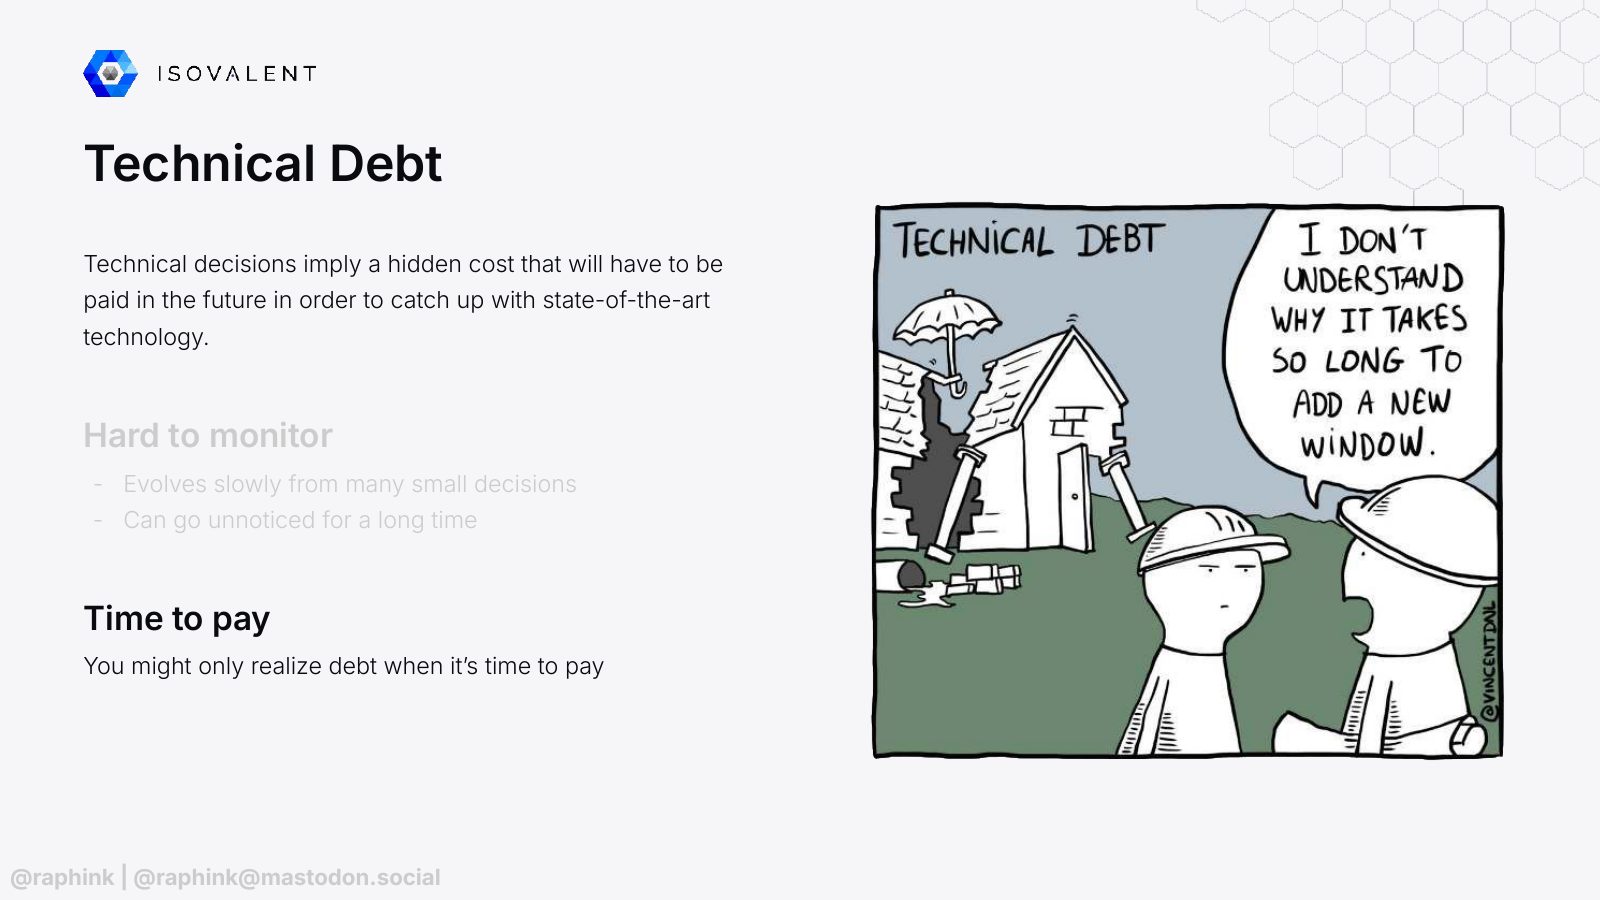 ISOVALENT
Technical Debt
Technical decisions imply a hidden cost that will have to be
paid in the future in order to catch up with state-of-the-art
technology.
Hard to monitor
- Evolves slowly from many small decisions
- Can go unnoticed for a long time
Time to pay
You might only realize debt when it’s time to pay
TECHNICAL DEBT
I DON'T
UNDERSTAND
WHY IT TAKES
SO LONG TO
ADD A NEW
WINDOW.
@VINCENTDNL
@raphink | @raphink@mastodon.social